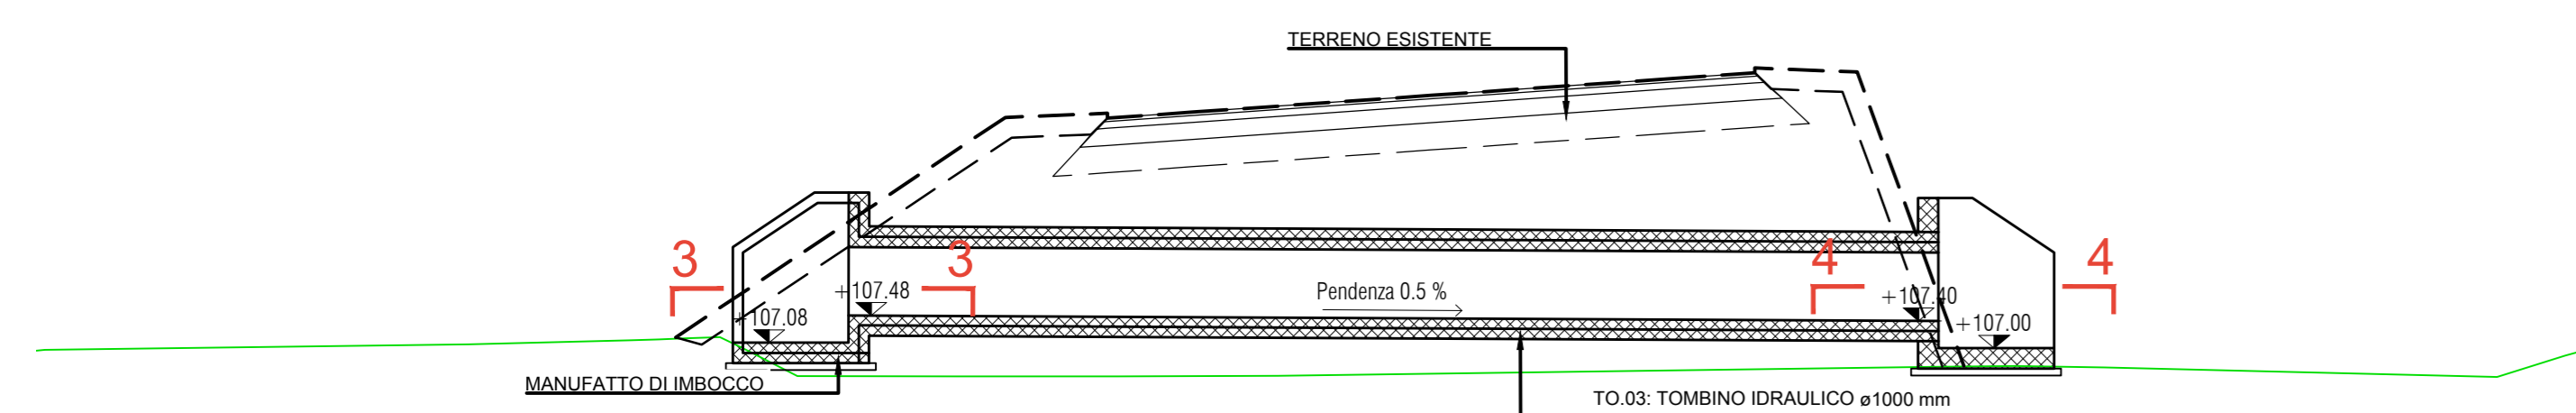 TERRENO ESISTENTE
3
3
4
4
+107.48
Pendenza 0.5 %
+107.40
+107.08
+107.00
MANUFATTO DI IMBOCCO
TO.03: TOMBINO IDRAULICO ø1000 mm